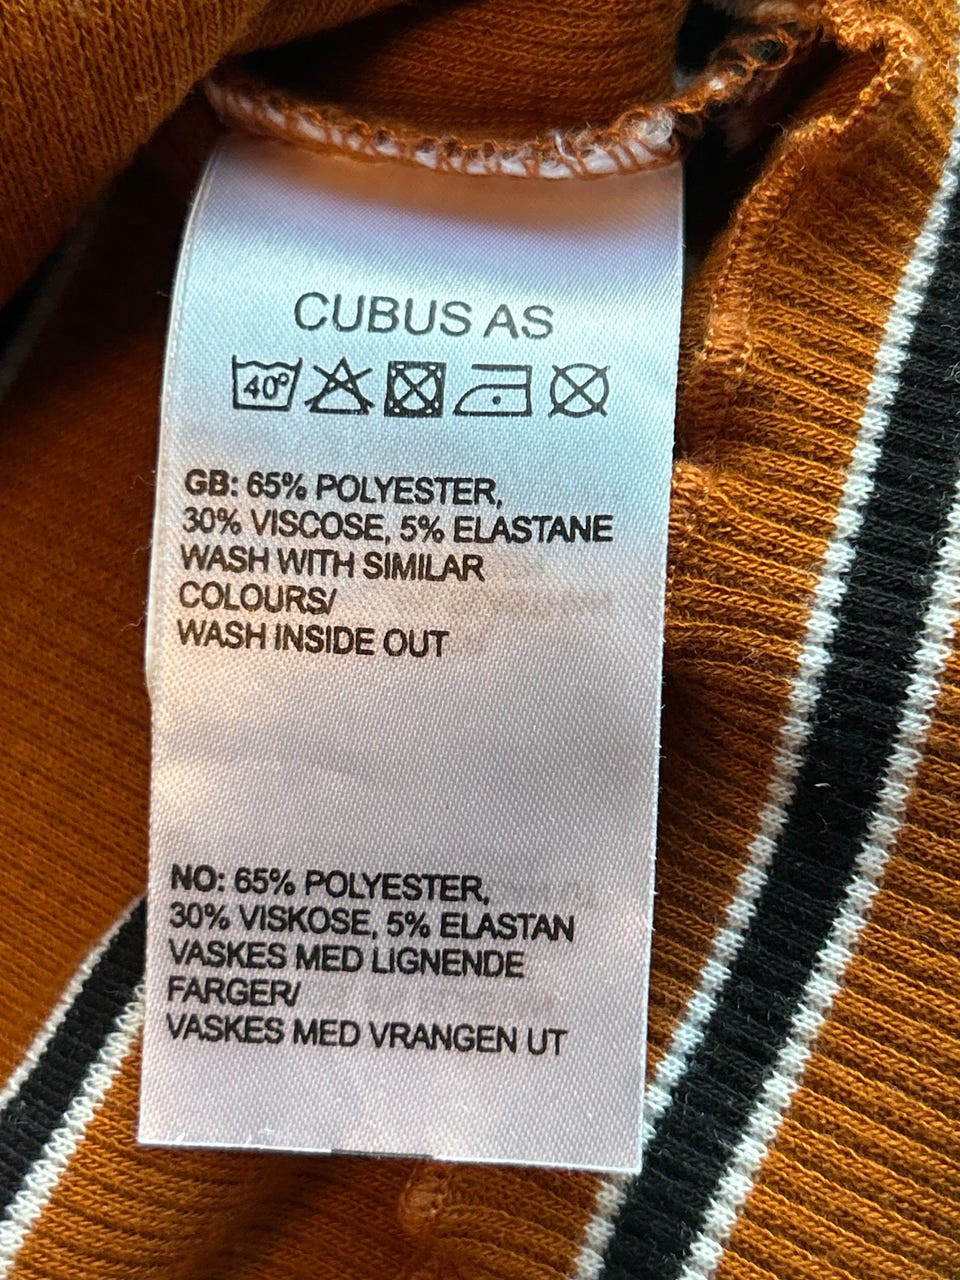 CUBUS AS
40°
GB: 65% POLYESTER,
30% VISCOSE, 5% ELASTANE
WASH WITH SIMILAR
COLOURS/
WASH INSIDE OUT
NO: 65% POLYESTER,
30% VISKOSE, 5% ELASTAN
VASKES MED LIGNENDE
FARGER/
VASKES MED VRANGEN UT